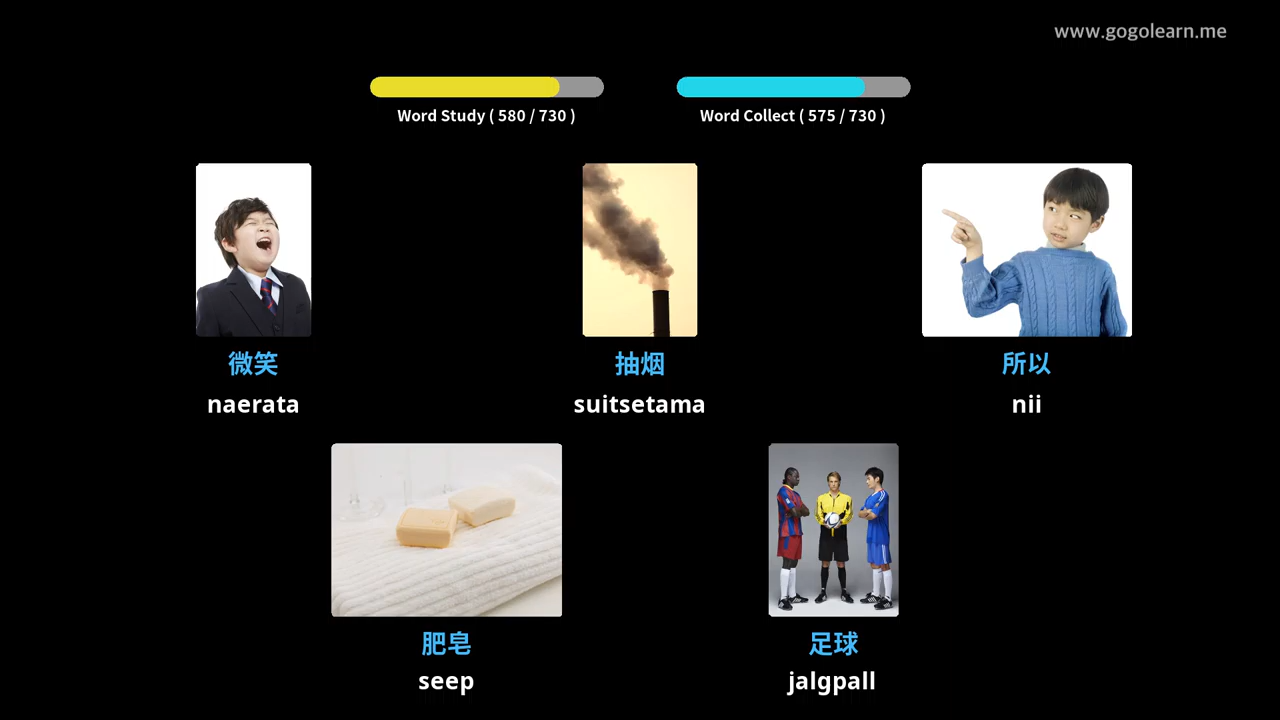 www.gogolearn.me
Word Study ( 580 / 730 )
Word Collect ( 575 / 730 )
微笑
抽烟
所以
naerata
suitsetama
nii
肥皂
足球
seep
jalgpall